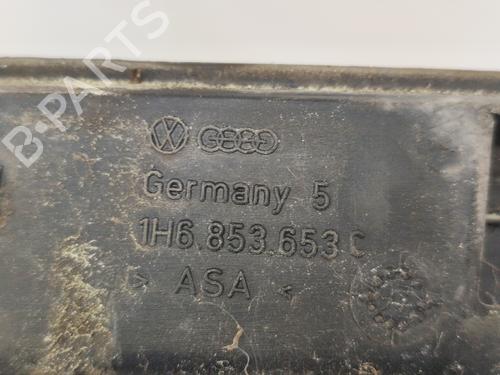 B-PARTS
Germany 5
1H6.853.653 C
> ASA <